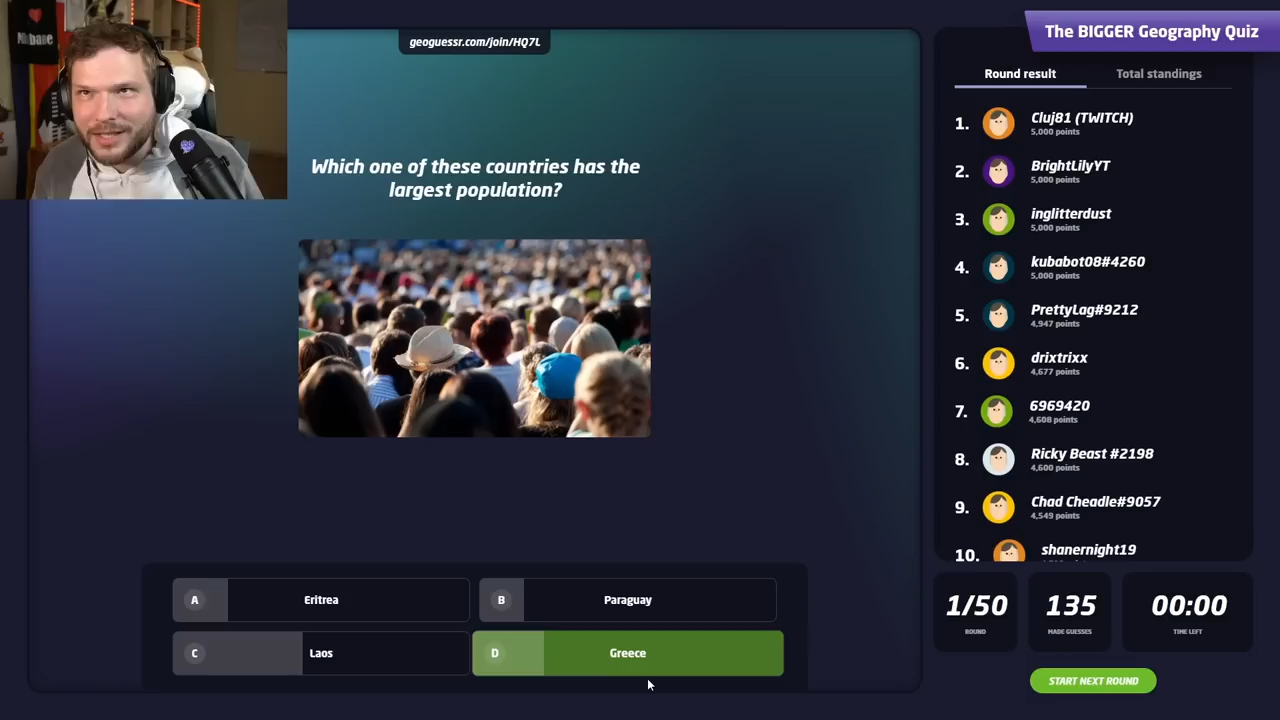 geoguessr.com/join/HQ7L
The BIGGER Geography Quiz
Which one of these countries has the
largest population?
A Eritrea
B Paraguay
C Laos
D Greece
Round result
Total standings
1. Cluj81 (TWITCH)
5,000 points
2. BrightLilyYT
5,000 points
3. inglitterdust
5,000 points
4. kubabot08#4260
5,000 points
5. PrettyLag#9212
4,947 points
6. drixtrixx
4,677 points
7. 6969420
4,608 points
8. Ricky Beast #2198
4,600 points
9. Chad Cheadle#9057
4,549 points
10. shanernight19
1/50
ROUND
135
MADE GUESSES
00:00
TIME LEFT
START NEXT ROUND